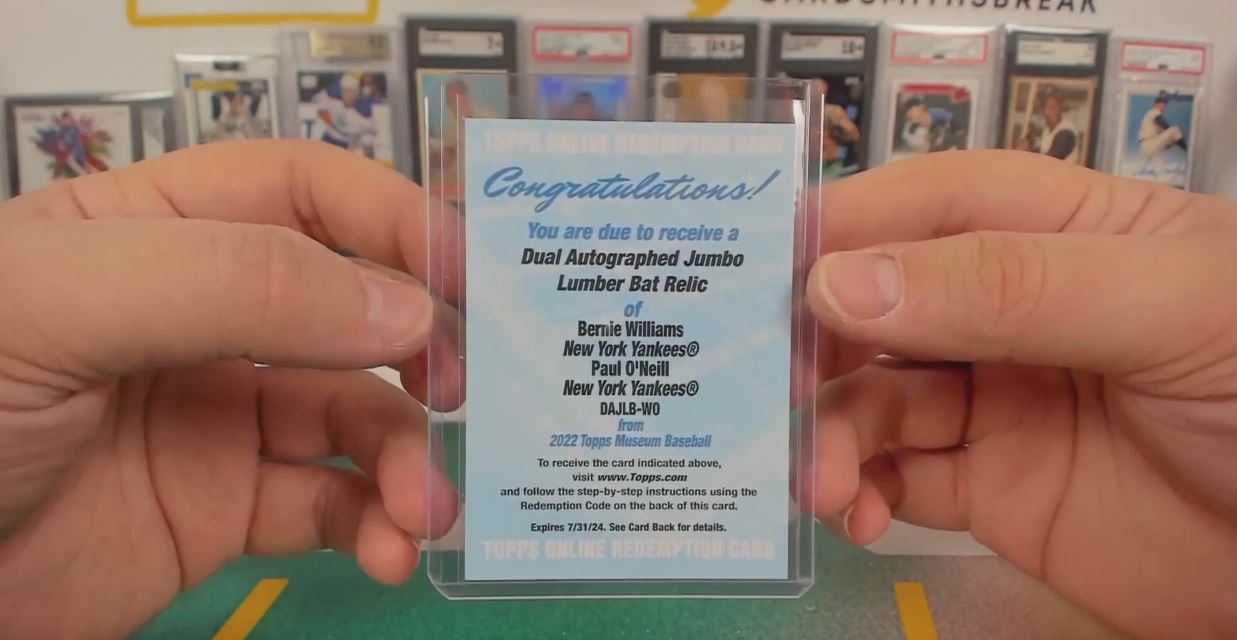 CARDSMITHSBREAK
TOPPS ONLINE REDEMPTION CARD
Congratulations!
You are due to receive a
Dual Autographed Jumbo
Lumber Bat Relic
of
Bernie Williams
New York Yankees®
Paul O'Neill
New York Yankees®
DAJLB-WO
from
2022 Topps Museum Baseball
To receive the card indicated above,
visit www.Topps.com
and follow the step-by-step instructions using the
Redemption Code on the back of this card.
Expires 7/31/24. See Card Back for details.
TOPPS ONLINE REDEMPTION CARD